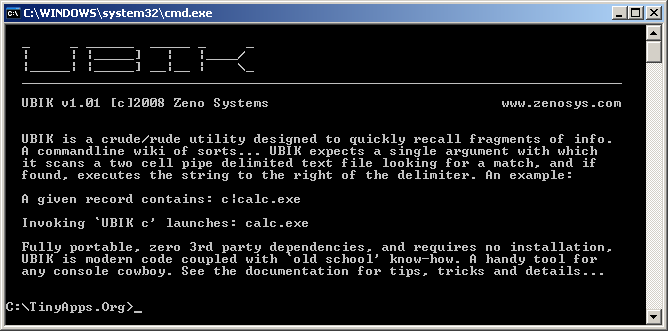 C:\WINDOWS\system32\cmd.exe
UBIK
UBIK v1.01 [c]2008 Zeno Systems www.zenosys.com
UBIK is a crude/rude utility designed to quickly recall fragments of info.
A commandline wiki of sorts... UBIK expects a single argument with which
it scans a two cell pipe delimited text file looking for a match, and if
found, executes the string to the right of the delimiter. An example:
A given record contains: c¦calc.exe
Invoking `UBIK c' launches: calc.exe
Fully portable, zero 3rd party dependencies, and requires no installation,
UBIK is modern code coupled with `old school' know-how. A handy tool for
any console cowboy. See the documentation for tips, tricks and details...
C:\TinyApps.Org>_